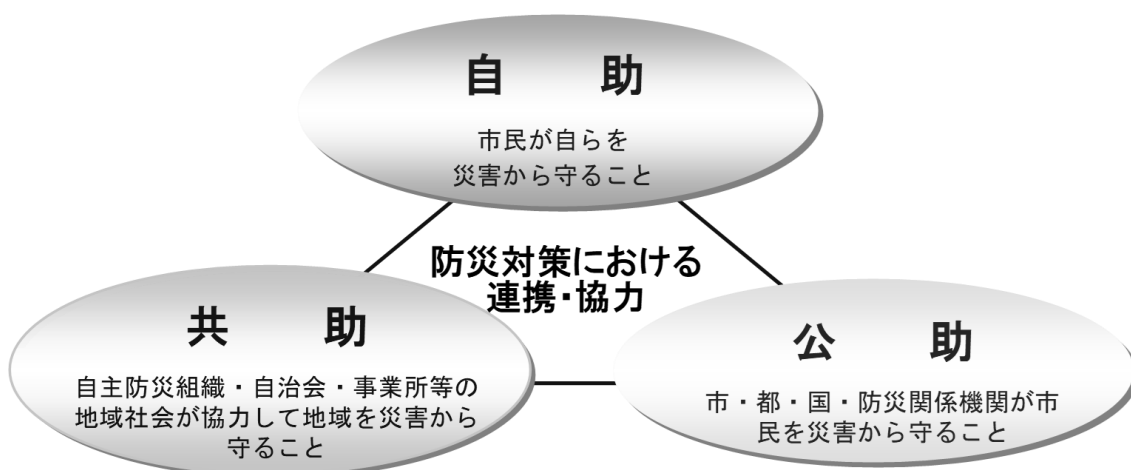 自　助
市民が自らを
災害から守ること
防災対策における
連携・協力
共　助
自主防災組織・自治会・事業所等の
地域社会が協力して地域を災害から
守ること
公　助
市・都・国・防災関係機関が市
民を災害から守ること